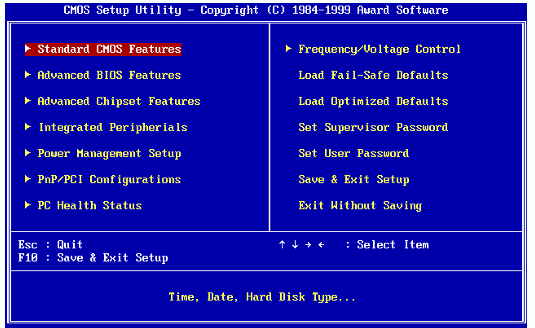 CMOS Setup Utility - Copyright (C) 1984-1999 Award Software
▶ Standard CMOS Features
▶ Advanced BIOS Features
▶ Advanced Chipset Features
▶ Integrated Peripherials
▶ Power Management Setup
▶ PnP/PCI Configurations
▶ PC Health Status
▶ Frequency/Voltage Control
Load Fail-Safe Defaults
Load Optimized Defaults
Set Supervisor Password
Set User Password
Save & Exit Setup
Exit Without Saving
Esc : Quit
F10 : Save & Exit Setup
↑ ↓ → ← : Select Item
Time, Date, Hard Disk Type...